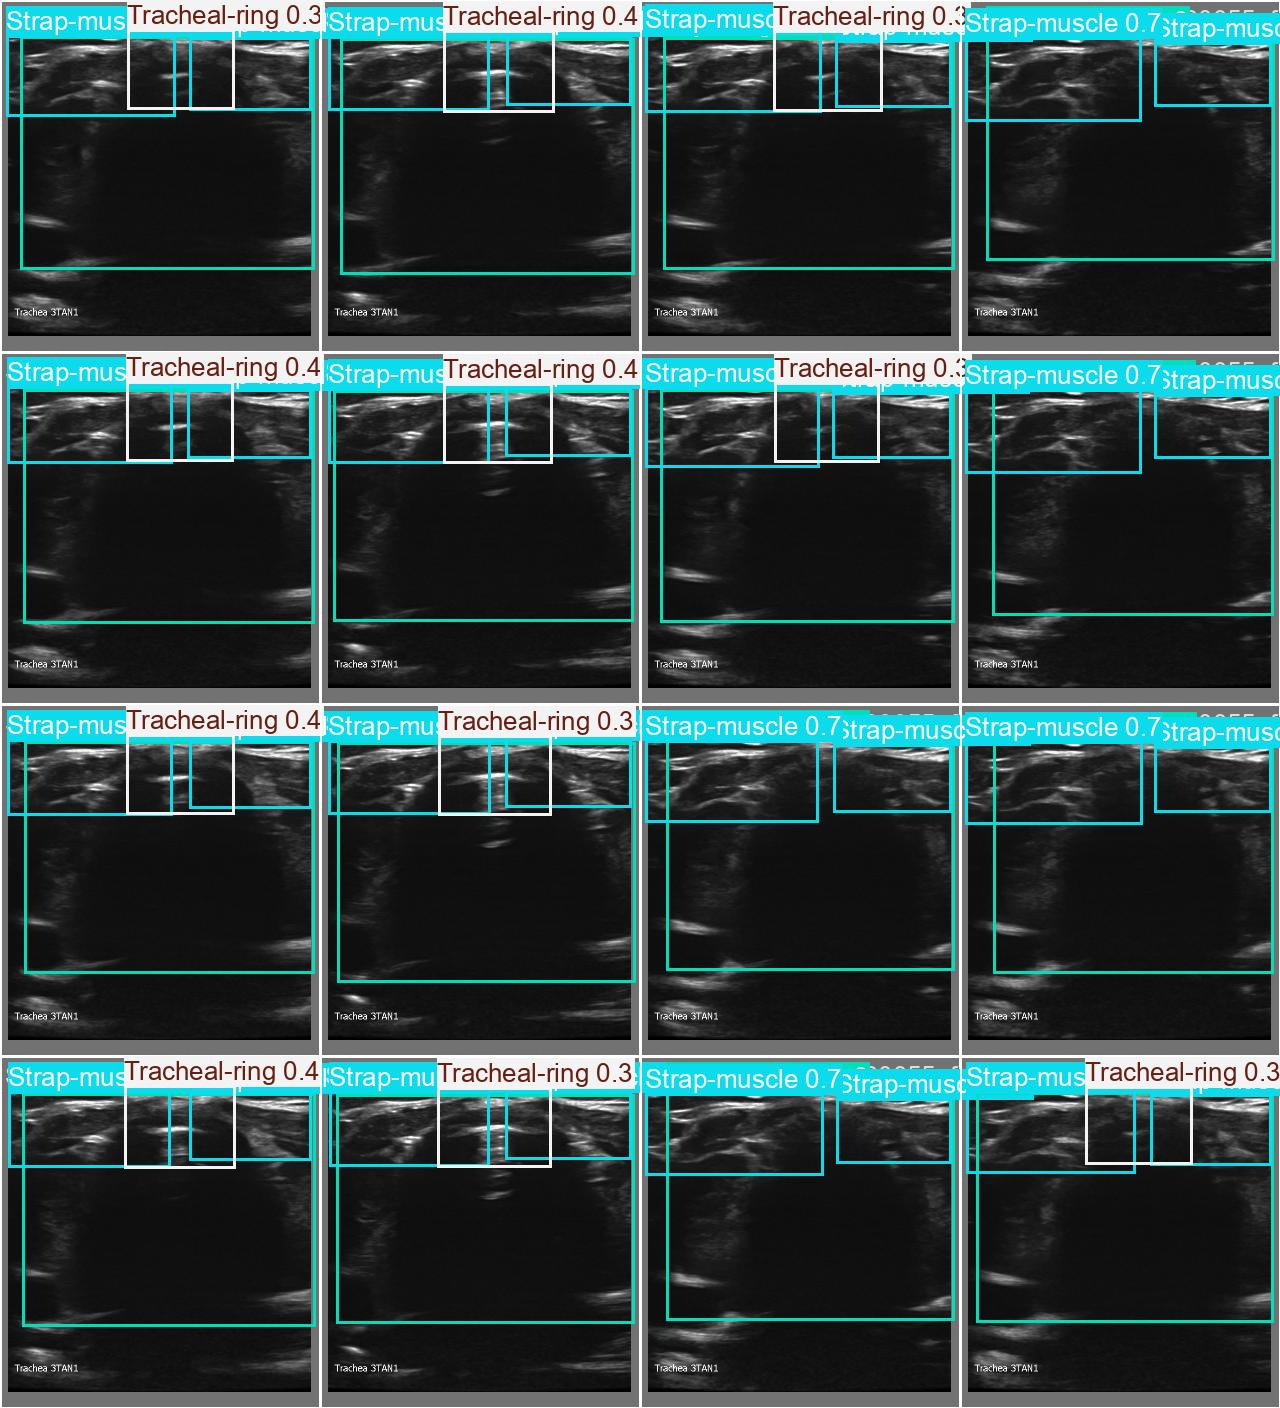 Strap-mus Tracheal-ring 0.3 Strap-mus Tracheal-ring 0.4 Strap-musc Tracheal-ring 0.3 Strap-muscle 0.7 Strap-musc
Trachea 3TAN1 Trachea 3TAN1 Trachea 3TAN1 Trachea 3TAN1
Strap-mus Tracheal-ring 0.4 Strap-mus Tracheal-ring 0.4 Strap-musc Tracheal-ring 0.3 Strap-muscle 0.7 Strap-musc
Trachea 3TAN1 Trachea 3TAN1 Trachea 3TAN1 Trachea 3TAN1
Strap-mus Tracheal-ring 0.4 Strap-mus Tracheal-ring 0.3 Strap-muscle 0.7 Strap-musc Strap-muscle 0.7 Strap-musc
Trachea 3TAN1 Trachea 3TAN1 Trachea 3TAN1 Trachea 3TAN1
Strap-mus Tracheal-ring 0.4 Strap-mu Tracheal-ring 0.3 Strap-muscle 0.7 Strap-musc Strap-mus Tracheal-ring 0.3
Trachea 3TAN1 Trachea 3TAN1 Trachea 3TAN1 Trachea 3TAN1